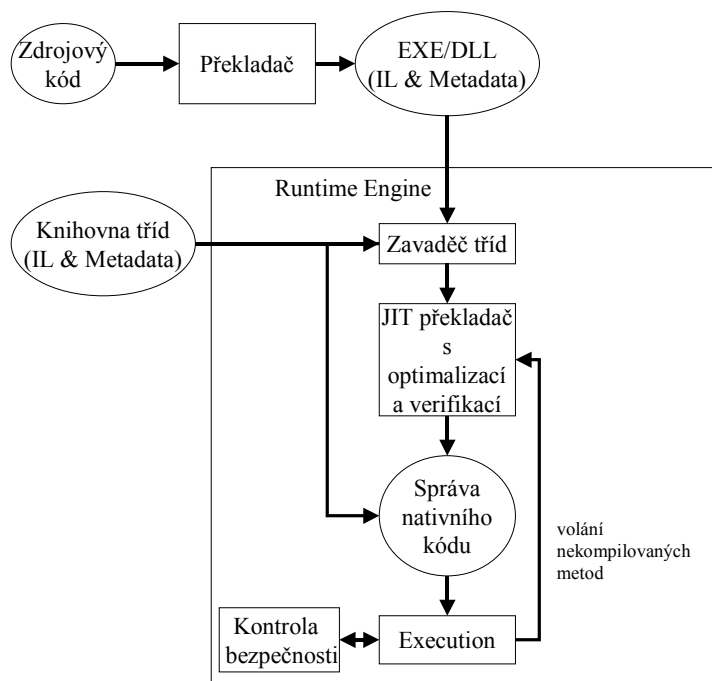 Zdrojový
kód
Překladač
EXE/DLL
(IL & Metadata)
Runtime Engine
Knihovna tříd
(IL & Metadata)
Zavaděč tříd
JIT překladač
s
optimalizací
a verifikací
Správa
nativního
kódu
volání
nekompilovaných
metod
Kontrola
bezpečnosti
Execution